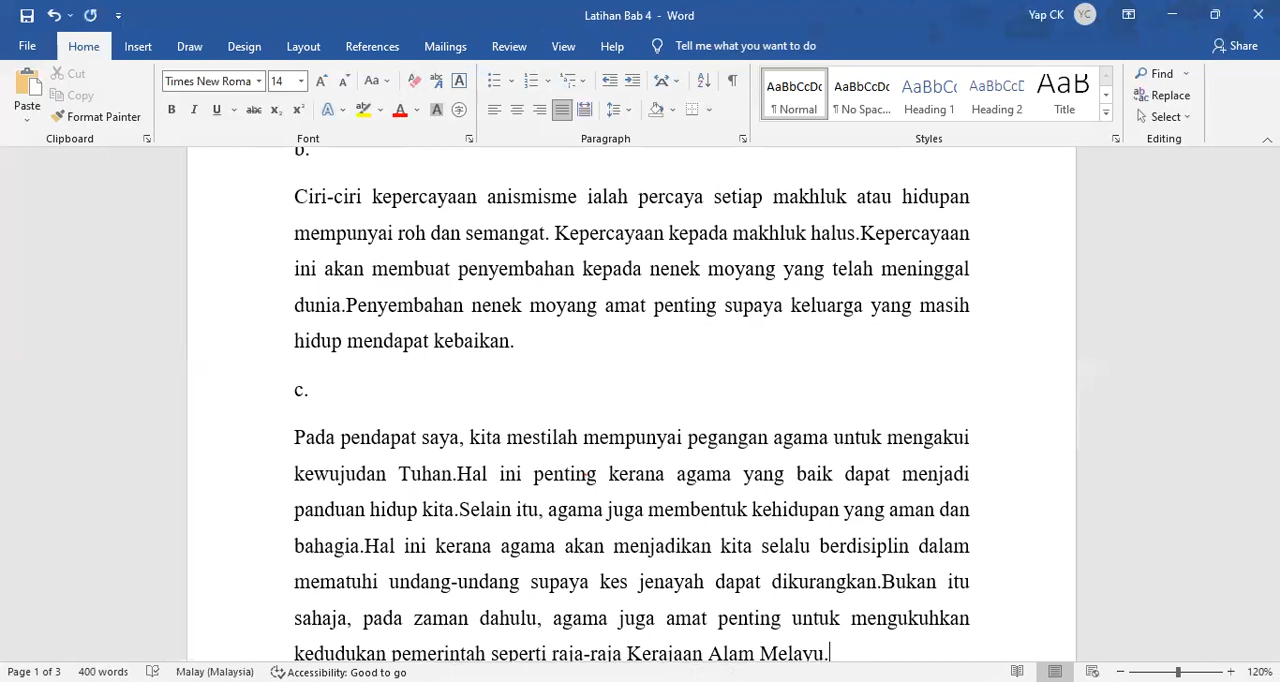 Latihan Bab 4 - Word
Yap CK
YC
File Home Insert Draw Design Layout References Mailings Review View Help Tell me what you want to do
Share
Paste
Cut
Copy
Format Painter
Times New Roma 14
AaBbCcDc AaBbCcDc AaBbCc AaBbCc AaB
¶ Normal ¶ No Spac... Heading 1 Heading 2 Title
Find
Replace
Select
Clipboard Font Paragraph Styles Editing
b.
Ciri-ciri kepercayaan anismisme ialah percaya setiap makhluk atau hidupan
mempunyai roh dan semangat. Kepercayaan kepada makhluk halus.Kepercayaan
ini akan membuat penyembahan kepada nenek moyang yang telah meninggal
dunia.Penyembahan nenek moyang amat penting supaya keluarga yang masih
hidup mendapat kebaikan.
c.
Pada pendapat saya, kita mestilah mempunyai pegangan agama untuk mengakui
kewujudan Tuhan.Hal ini penting kerana agama yang baik dapat menjadi
panduan hidup kita.Selain itu, agama juga membentuk kehidupan yang aman dan
bahagia.Hal ini kerana agama akan menjadikan kita selalu berdisiplin dalam
mematuhi undang-undang supaya kes jenayah dapat dikurangkan.Bukan itu
sahaja, pada zaman dahulu, agama juga amat penting untuk mengukuhkan
kedudukan pemerintah seperti raja-raja Kerajaan Alam Melayu.
Page 1 of 3 400 words Malay (Malaysia) Accessibility: Good to go 120%